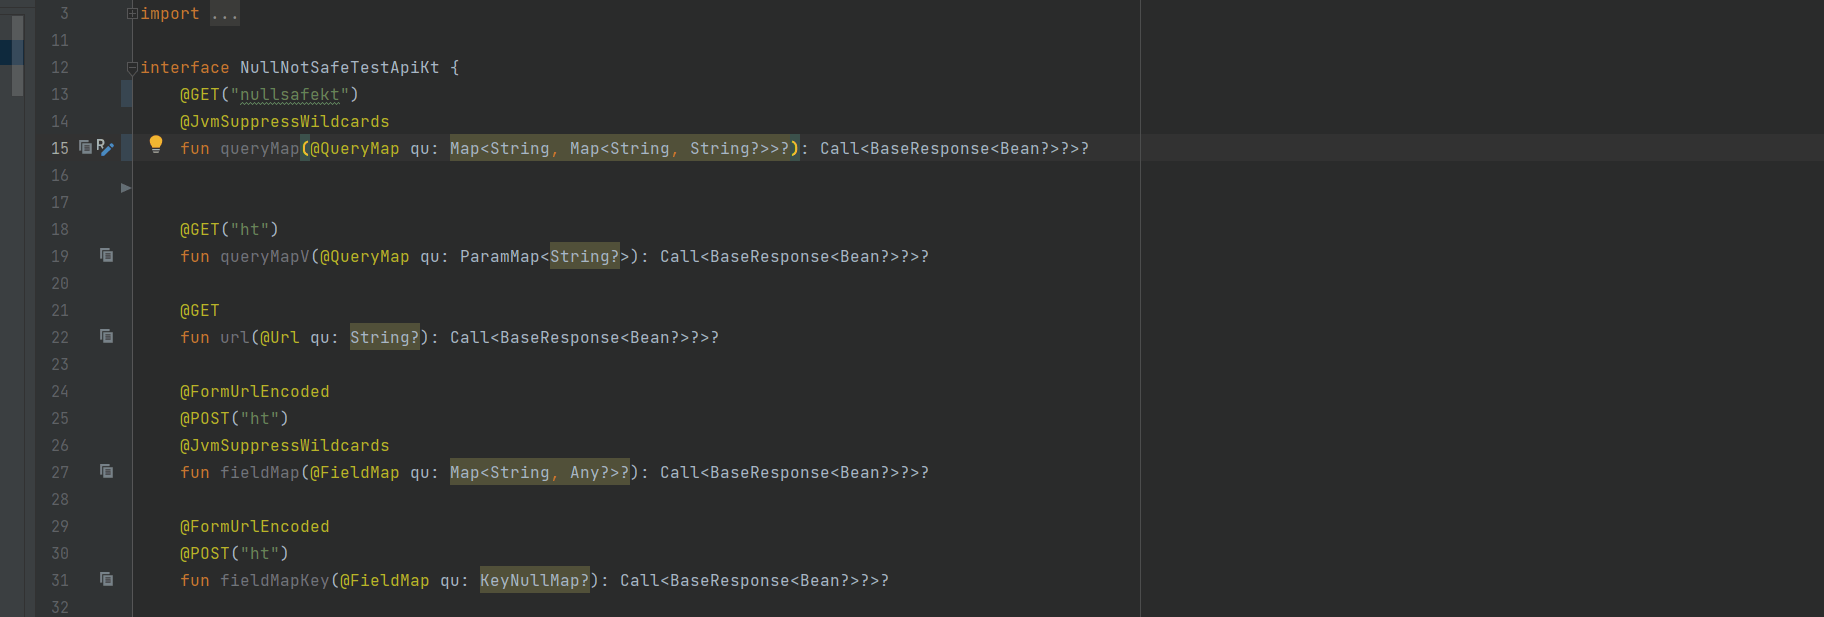 3 import ...
11
12 interface NullNotSafeTestApiKt {
13 @GET("nullsafekt")
14 @JvmSuppressWildcards
15 R fun queryMap(@QueryMap qu: Map<String, Map<String, String?>>?): Call<BaseResponse<Bean?>?>?
16
17
18 @GET("ht")
19 fun queryMapV(@QueryMap qu: ParamMap<String?>): Call<BaseResponse<Bean?>?>?
20
21 @GET
22 fun url(@Url qu: String?): Call<BaseResponse<Bean?>?>?
23
24 @FormUrlEncoded
25 @POST("ht")
26 @JvmSuppressWildcards
27 fun fieldMap(@FieldMap qu: Map<String, Any?>?): Call<BaseResponse<Bean?>?>?
28
29 @FormUrlEncoded
30 @POST("ht")
31 fun fieldMapKey(@FieldMap qu: KeyNullMap?): Call<BaseResponse<Bean?>?>?
32